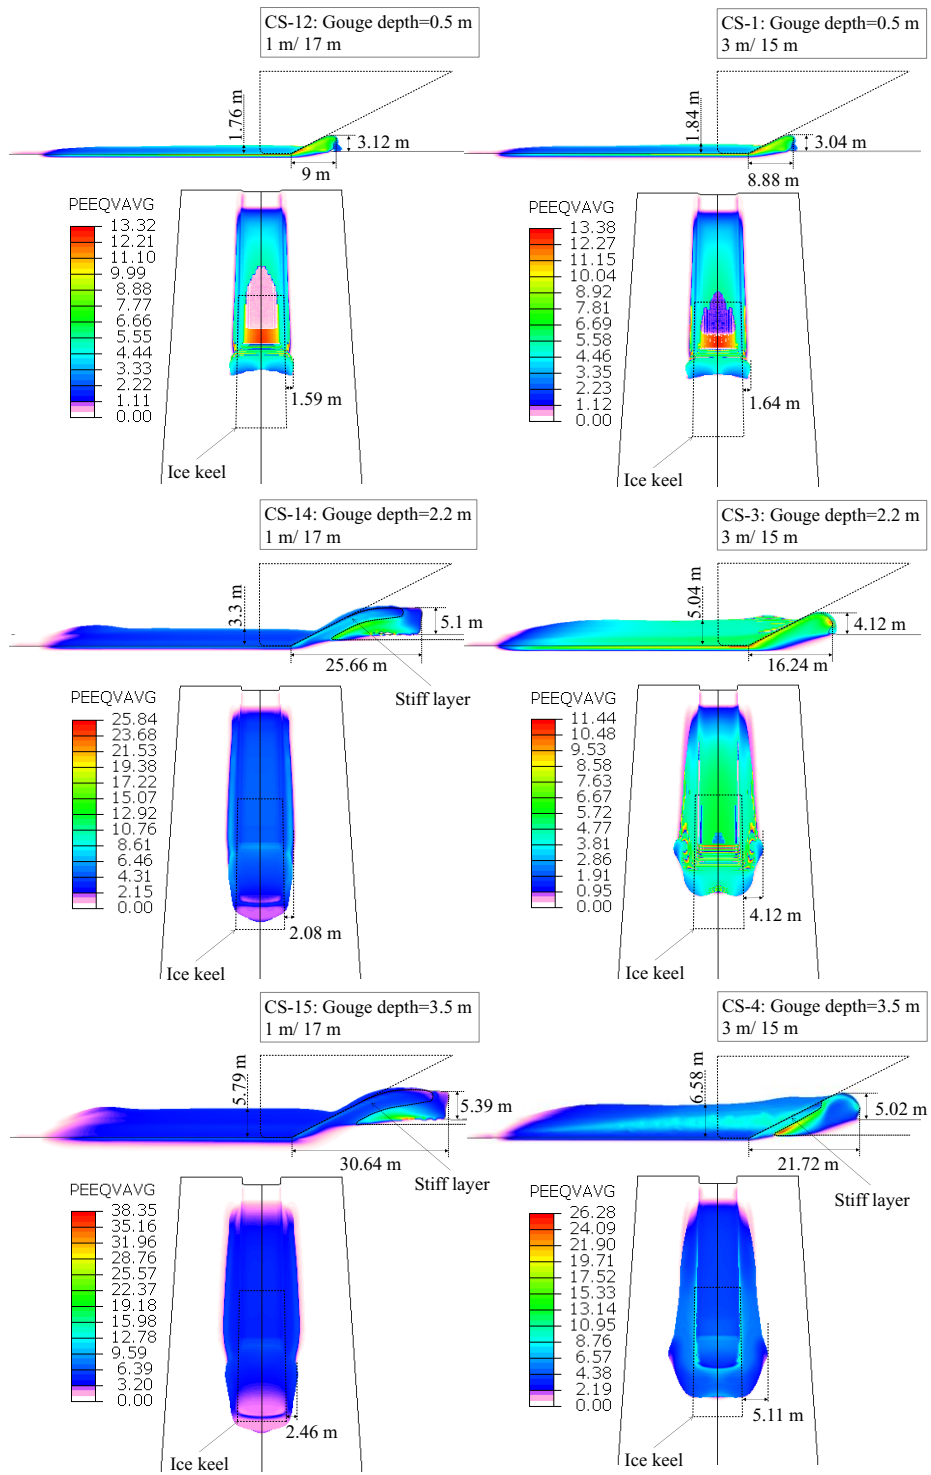 CS-12: Gouge depth=0.5 m
1 m/ 17 m
1.76 m
3.12 m
9 m
PEEQVAVG
13.32
12.21
11.10
9.99
8.88
7.77
6.66
5.55
4.44
3.33
2.22
1.11
0.00
1.59 m
Ice keel
CS-1: Gouge depth=0.5 m
3 m/ 15 m
1.84 m
3.04 m
8.88 m
PEEQVAVG
13.38
12.27
11.15
10.04
8.92
7.81
6.69
5.58
4.46
3.35
2.23
1.12
0.00
1.64 m
Ice keel
CS-14: Gouge depth=2.2 m
1 m/ 17 m
3.3 m
5.1 m
25.66 m
Stiff layer
PEEQVAVG
25.84
23.68
21.53
19.38
17.22
15.07
12.92
10.76
8.61
6.46
4.31
2.15
0.00
2.08 m
Ice keel
CS-3: Gouge depth=2.2 m
3 m/ 15 m
5.04 m
4.12 m
16.24 m
PEEQVAVG
11.44
10.48
9.53
8.58
7.63
6.67
5.72
4.77
3.81
2.86
1.91
0.95
0.00
4.12 m
Ice keel
CS-15: Gouge depth=3.5 m
1 m/ 17 m
5.79 m
5.39 m
30.64 m
Stiff layer
PEEQVAVG
38.35
35.16
31.96
28.76
25.57
22.37
19.18
15.98
12.78
9.59
6.39
3.20
0.00
2.46 m
Ice keel
CS-4: Gouge depth=3.5 m
3 m/ 15 m
6.58 m
5.02 m
21.72 m
Stiff layer
PEEQVAVG
26.28
24.09
21.90
19.71
17.52
15.33
13.14
10.95
8.76
6.57
4.38
2.19
0.00
5.11 m
Ice keel